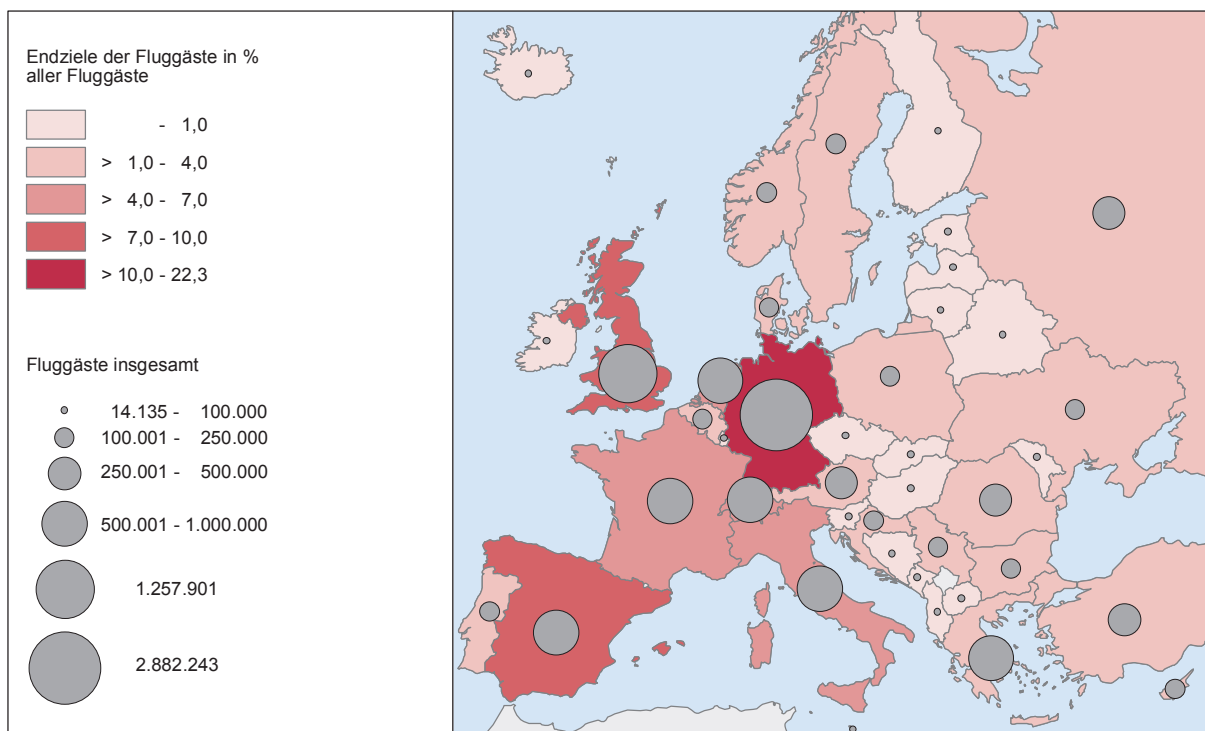 Endziele der Fluggäste in %
aller Fluggäste
- 1,0
> 1,0 - 4,0
> 4,0 - 7,0
> 7,0 - 10,0
> 10,0 - 22,3
Fluggäste insgesamt
14.135 - 100.000
100.001 - 250.000
250.001 - 500.000
500.001 - 1.000.000
1.257.901
2.882.243